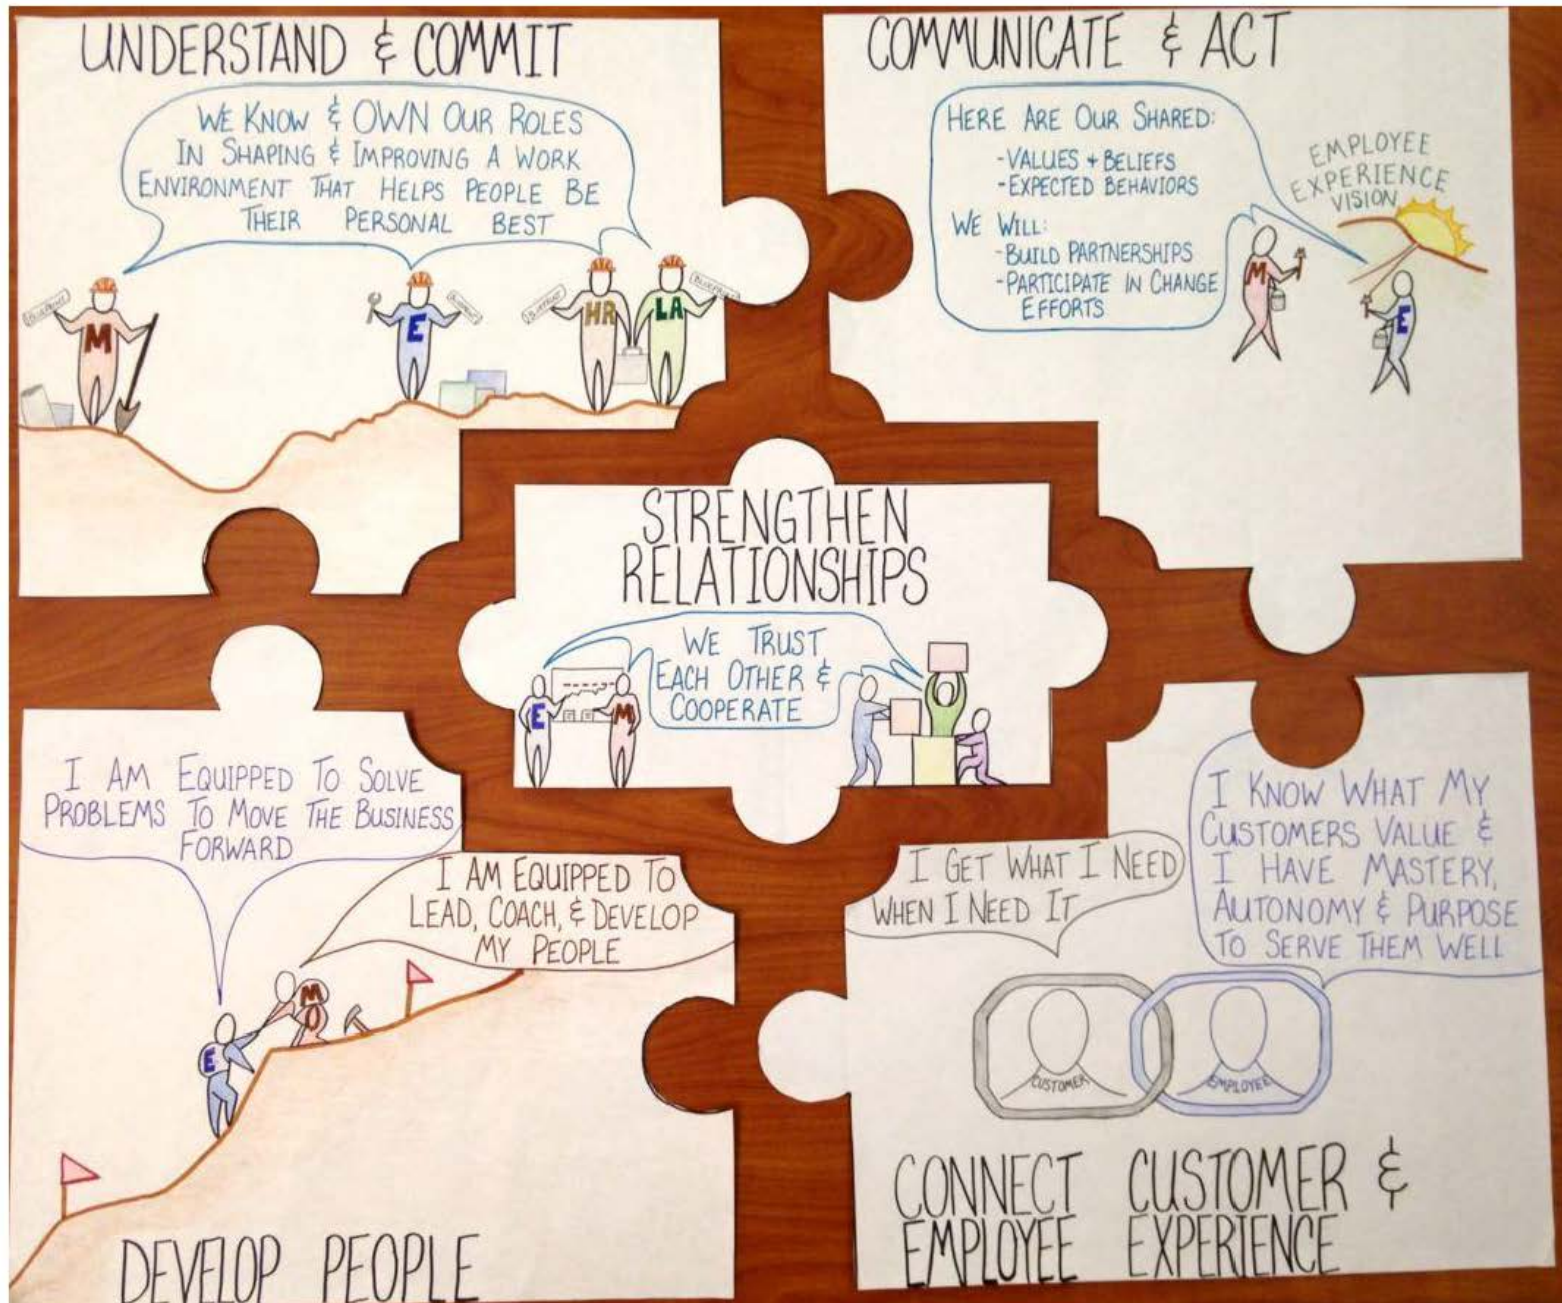 UNDERSTAND & COMMIT
WE KNOW & OWN OUR ROLES
IN SHAPING & IMPROVING A WORK
ENVIRONMENT THAT HELPS PEOPLE BE
THEIR PERSONAL BEST
BLUEPRINT
M
E
BLUEPRINT
HR
LA
COMMUNICATE & ACT
HERE ARE OUR SHARED:
-VALUES + BELIEFS
-EXPECTED BEHAVIORS
WE WILL:
-BUILD PARTNERSHIPS
-PARTICIPATE IN CHANGE
EFFORTS
EMPLOYEE
EXPERIENCE
VISION
M
E
STRENGTHEN
RELATIONSHIPS
WE TRUST
EACH OTHER &
COOPERATE
E
M
I AM EQUIPPED TO SOLVE
PROBLEMS TO MOVE THE BUSINESS
FORWARD
I AM EQUIPPED TO
LEAD, COACH, & DEVELOP
MY PEOPLE
M
E
DEVELOP PEOPLE
I GET WHAT I NEED
WHEN I NEED IT
I KNOW WHAT MY
CUSTOMERS VALUE &
I HAVE MASTERY,
AUTONOMY & PURPOSE
TO SERVE THEM WELL
CUSTOMER
EMPLOYEE
CONNECT CUSTOMER &
EMPLOYEE EXPERIENCE